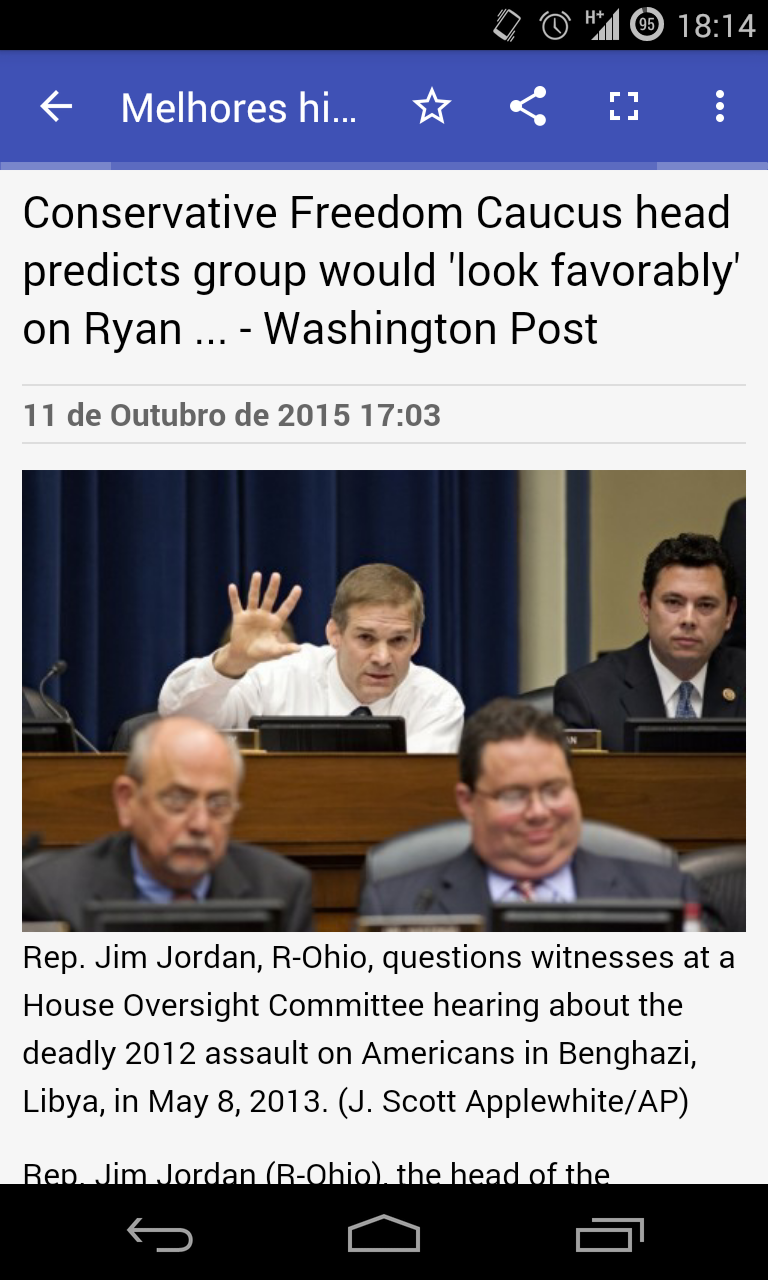 H+ 95 18:14
Melhores hi...
Conservative Freedom Caucus head
predicts group would 'look favorably'
on Ryan ... - Washington Post
11 de Outubro de 2015 17:03
Rep. Jim Jordan, R-Ohio, questions witnesses at a
House Oversight Committee hearing about the
deadly 2012 assault on Americans in Benghazi,
Libya, in May 8, 2013. (J. Scott Applewhite/AP)
Rep. Jim Jordan (R-Ohio), the head of the